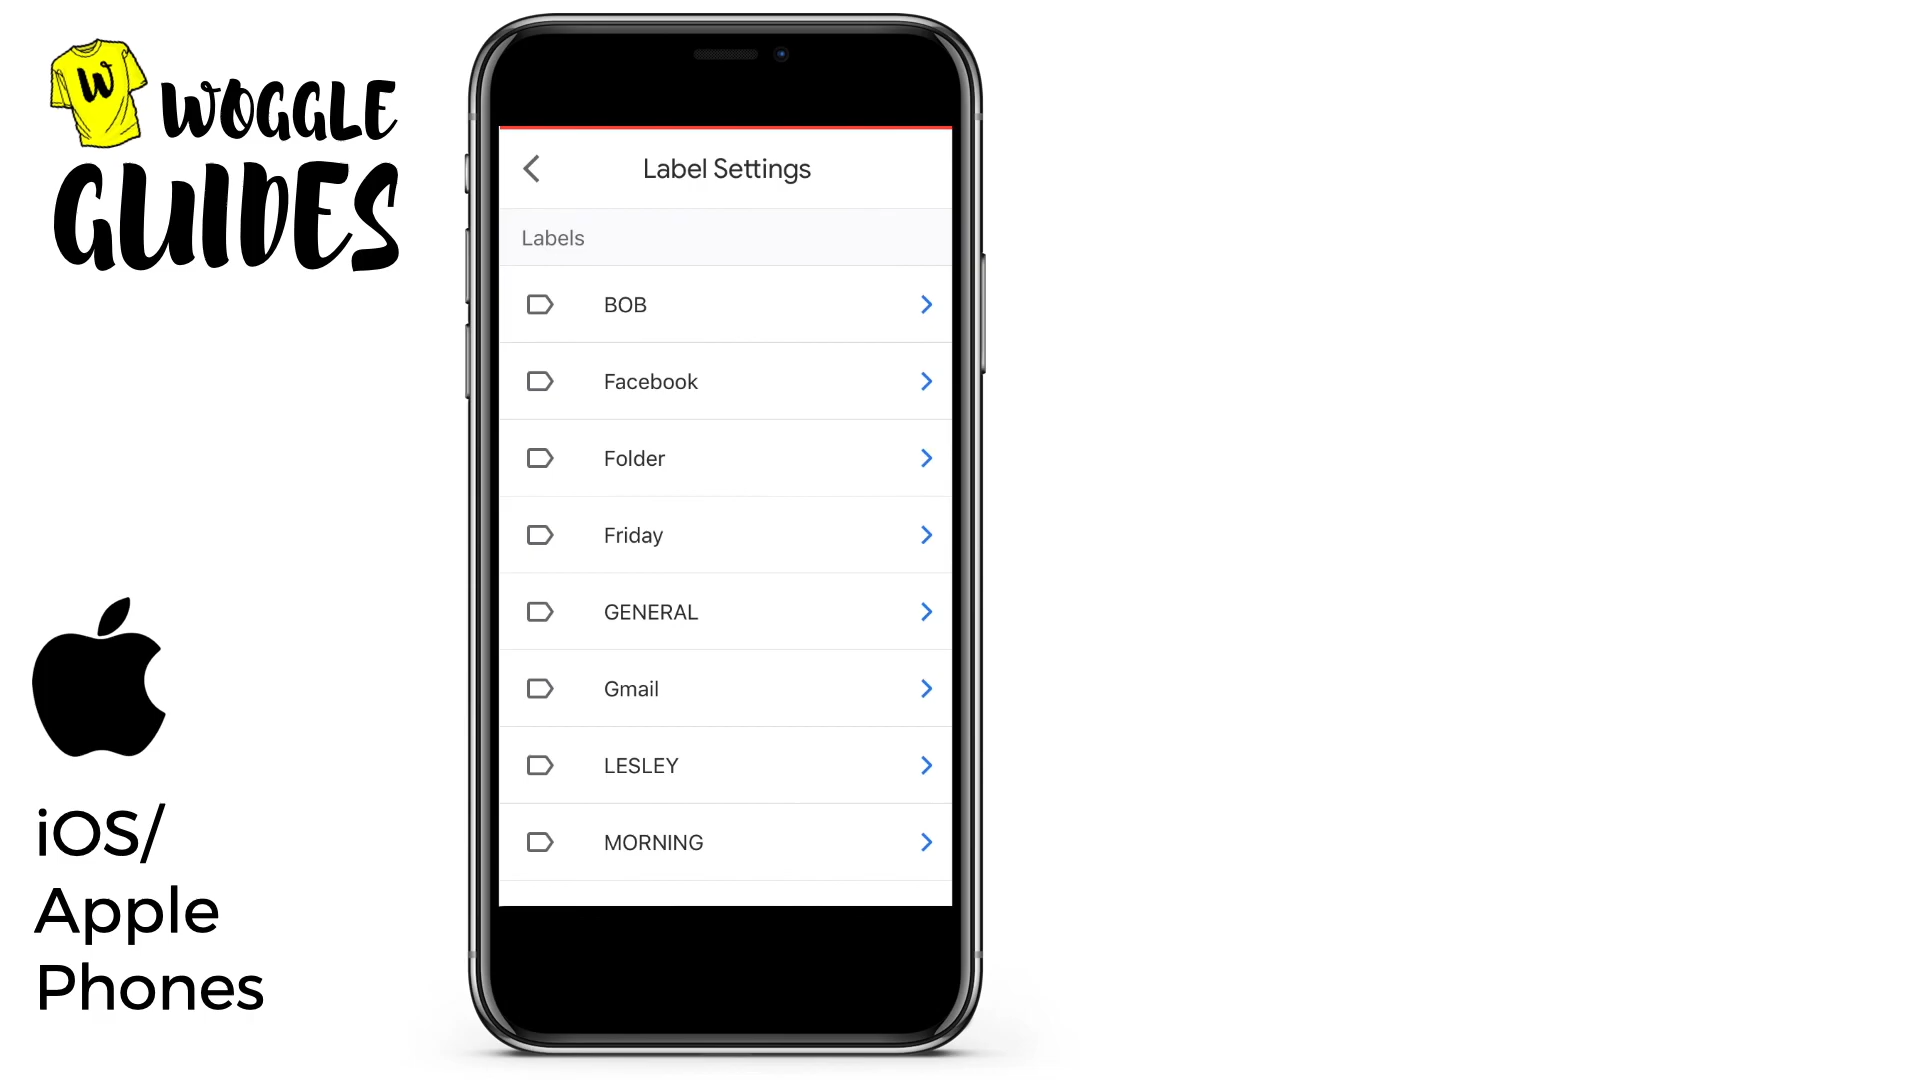 W
WOGGLE
GUIDES
Label Settings
Labels
BOB
Facebook
Folder
Friday
GENERAL
Gmail
LESLEY
MORNING
iOS/
Apple
Phones